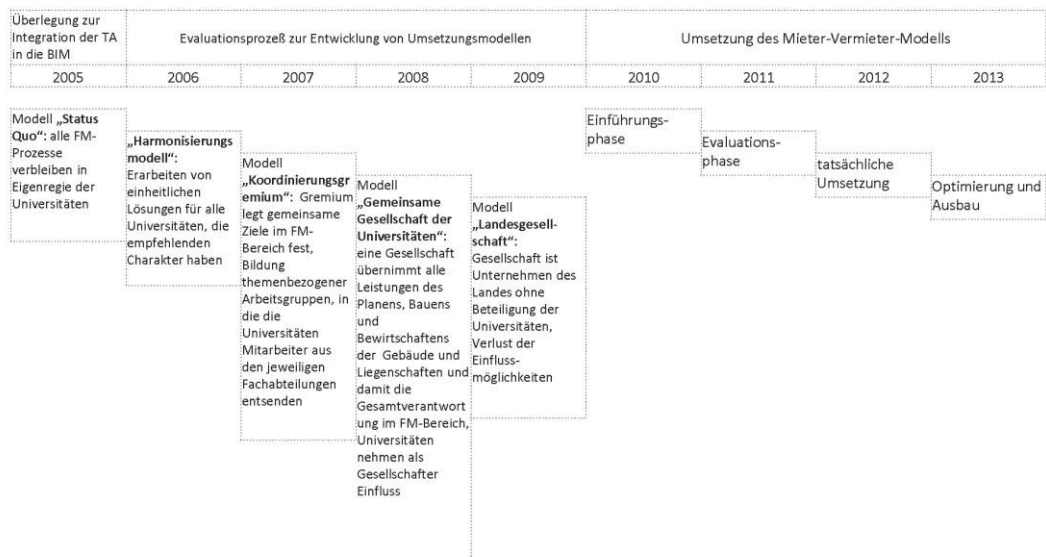 Überlegung zur
Integration der TA
in die BIM
Evaluationsprozeß zur Entwicklung von Umsetzungsmodellen
Umsetzung des Mieter-Vermieter-Modells
2005
2006
2007
2008
2009
2010
2011
2012
2013
Modell „Status
Quo“: alle FM-
Prozesse
verbleiben in
Eigenregie der
Universitäten
„Harmonisierungs
modell“:
Erarbeiten von
einheitlichen
Lösungen für alle
Universitäten, die
empfehlenden
Charakter haben
Modell
„Koordinierungsgr
emium“: Gremium
legt gemeinsame
Ziele im FM-
Bereich fest,
Bildung
themenbezogener
Arbeitsgruppen, in
die die
Universitäten
Mitarbeiter aus
den jeweiligen
Fachabteilungen
entsenden
Modell
„Gemeinsame
Gesellschaft der
Universitäten“:
eine Gesellschaft
übernimmt alle
Leistungen des
Planens, Bauens
und
Bewirtschaftens
der Gebäude und
Liegenschaften und
damit die
Gesamtverantwort
ung im FM-Bereich,
Universitäten
nehmen als
Gesellschafter
Einfluss
Modell
„Landesgesell-
schaft“:
Gesellschaft ist
Unternehmen des
Landes ohne
Beteiligung der
Universitäten,
Verlust der
Einfluss-
möglichkeiten
Einführungs-
phase
Evaluations-
phase
tatsächliche
Umsetzung
Optimierung und
Ausbau